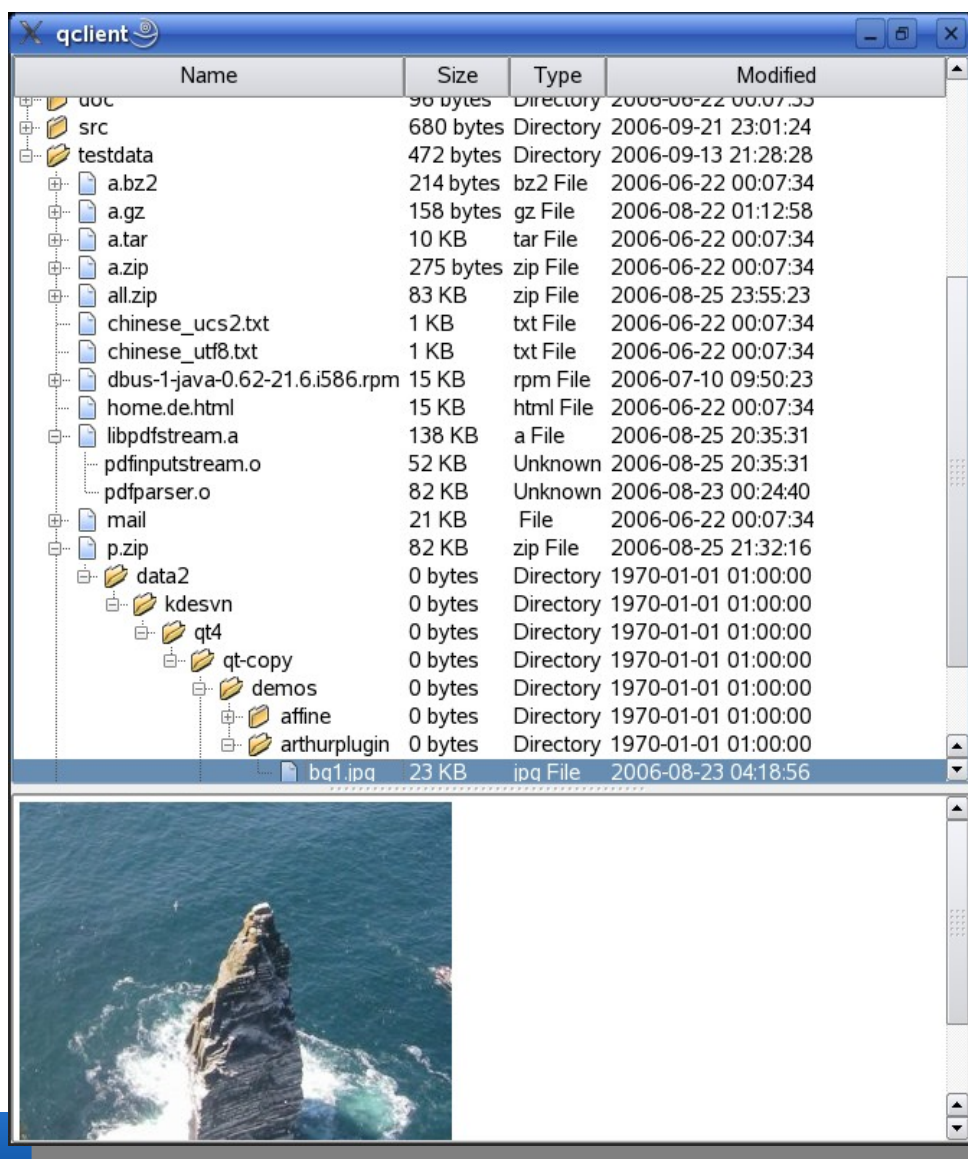 qclient
Name Size Type Modified
doc 96 bytes Directory 2006-06-22 00:07:35
src 680 bytes Directory 2006-09-21 23:01:24
testdata 472 bytes Directory 2006-09-13 21:28:28
a.bz2 214 bytes bz2 File 2006-06-22 00:07:34
a.gz 158 bytes gz File 2006-08-22 01:12:58
a.tar 10 KB tar File 2006-06-22 00:07:34
a.zip 275 bytes zip File 2006-06-22 00:07:34
all.zip 83 KB zip File 2006-08-25 23:55:23
chinese_ucs2.txt 1 KB txt File 2006-06-22 00:07:34
chinese_utf8.txt 1 KB txt File 2006-06-22 00:07:34
dbus-1-java-0.62-21.6.i586.rpm 15 KB rpm File 2006-07-10 09:50:23
home.de.html 15 KB html File 2006-06-22 00:07:34
libpdfstream.a 138 KB a File 2006-08-25 20:35:31
pdfinputstream.o 52 KB Unknown 2006-08-25 20:35:31
pdfparser.o 82 KB Unknown 2006-08-23 00:24:40
mail 21 KB File 2006-06-22 00:07:34
p.zip 82 KB zip File 2006-08-25 21:32:16
data2 0 bytes Directory 1970-01-01 01:00:00
kdesvn 0 bytes Directory 1970-01-01 01:00:00
qt4 0 bytes Directory 1970-01-01 01:00:00
qt-copy 0 bytes Directory 1970-01-01 01:00:00
demos 0 bytes Directory 1970-01-01 01:00:00
affine 0 bytes Directory 1970-01-01 01:00:00
arthurplugin 0 bytes Directory 1970-01-01 01:00:00
bg1.jpg 23 KB jpg File 2006-08-23 04:18:56